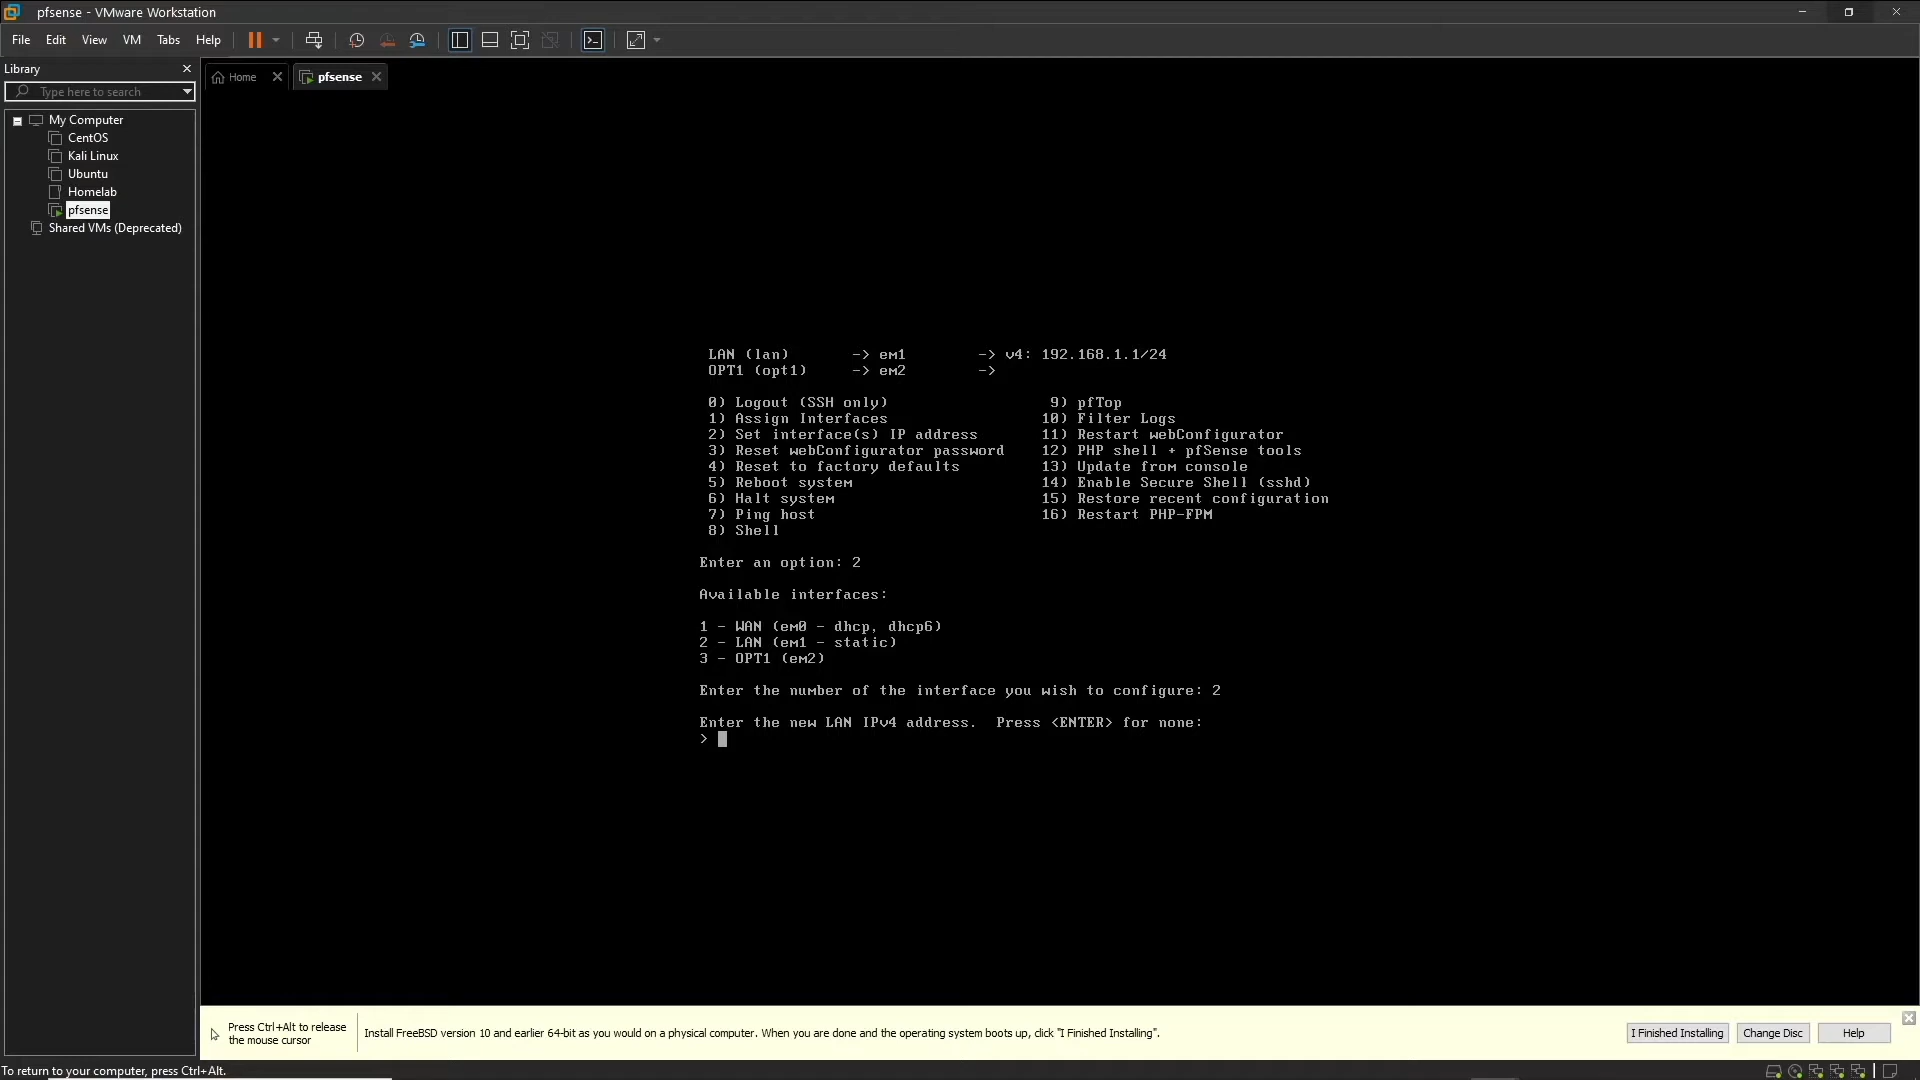 pfsense - VMware Workstation
File Edit View VM Tabs Help
Library
Type here to search
My Computer
CentOS
Kali Linux
Ubuntu
Homelab
pfsense
Shared VMs (Deprecated)
Home
pfsense
LAN (lan) -> em1 -> v4: 192.168.1.1/24
OPT1 (opt1) -> em2 ->
0) Logout (SSH only) 9) pfTop
1) Assign Interfaces 10) Filter Logs
2) Set interface(s) IP address 11) Restart webConfigurator
3) Reset webConfigurator password 12) PHP shell + pfSense tools
4) Reset to factory defaults 13) Update from console
5) Reboot system 14) Enable Secure Shell (sshd)
6) Halt system 15) Restore recent configuration
7) Ping host 16) Restart PHP-FPM
8) Shell
Enter an option: 2
Available interfaces:
1 - WAN (em0 - dhcp, dhcp6)
2 - LAN (em1 - static)
3 - OPT1 (em2)
Enter the number of the interface you wish to configure: 2
Enter the new LAN IPv4 address. Press <ENTER> for none:
>
Press Ctrl+Alt to release
the mouse cursor
Install FreeBSD version 10 and earlier 64-bit as you would on a physical computer. When you are done and the operating system boots up, click "I Finished Installing".
I Finished Installing
Change Disc
Help
To return to your computer, press Ctrl+Alt.